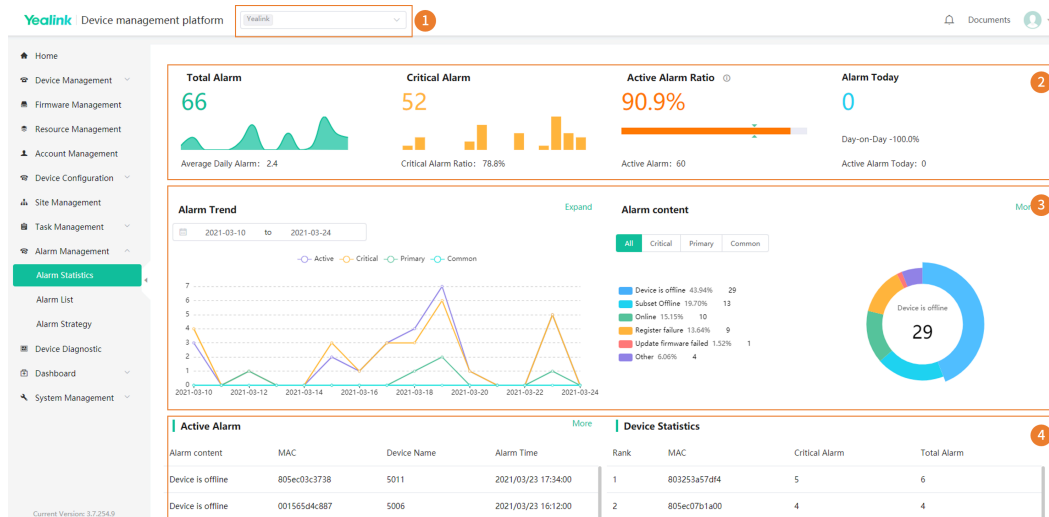 Yealink | Device management platform
Yealink
1
Documents
Home
Device Management
Firmware Management
Resource Management
Account Management
Device Configuration
Site Management
Task Management
Alarm Management
Alarm Statistics
Alarm List
Alarm Strategy
Device Diagnostic
Dashboard
System Management
Current Version: 3.7.254.9
2
Total Alarm
66
Average Daily Alarm: 2.4
Critical Alarm
52
Critical Alarm Ratio: 78.8%
Active Alarm Ratio
90.9%
Active Alarm: 60
Alarm Today
0
Day-on-Day -100.0%
Active Alarm Today: 0
3
Alarm Trend
Expand
2021-03-10 to 2021-03-24
Active Critical Primary Common
7
6
5
4
3
2
1
0
2021-03-10 2021-03-12 2021-03-14 2021-03-16 2021-03-18 2021-03-20 2021-03-22 2021-03-24
Alarm content
All Critical Primary Common
Device is offline 43.94% 29
Subset Offline 19.70% 13
Online 15.15% 10
Register failure 13.64% 9
Update firmware failed 1.52% 1
Other 6.06% 4
Device is offline
29
4
Active Alarm
More
Alarm content MAC Device Name Alarm Time
Device is offline 805ec03c3738 5011 2021/03/23 17:34:00
Device is offline 001565d4c887 5006 2021/03/23 16:12:00
Device Statistics
Rank MAC Critical Alarm Total Alarm
1 803253a57df4 5 6
2 805ec07b1a00 4 4